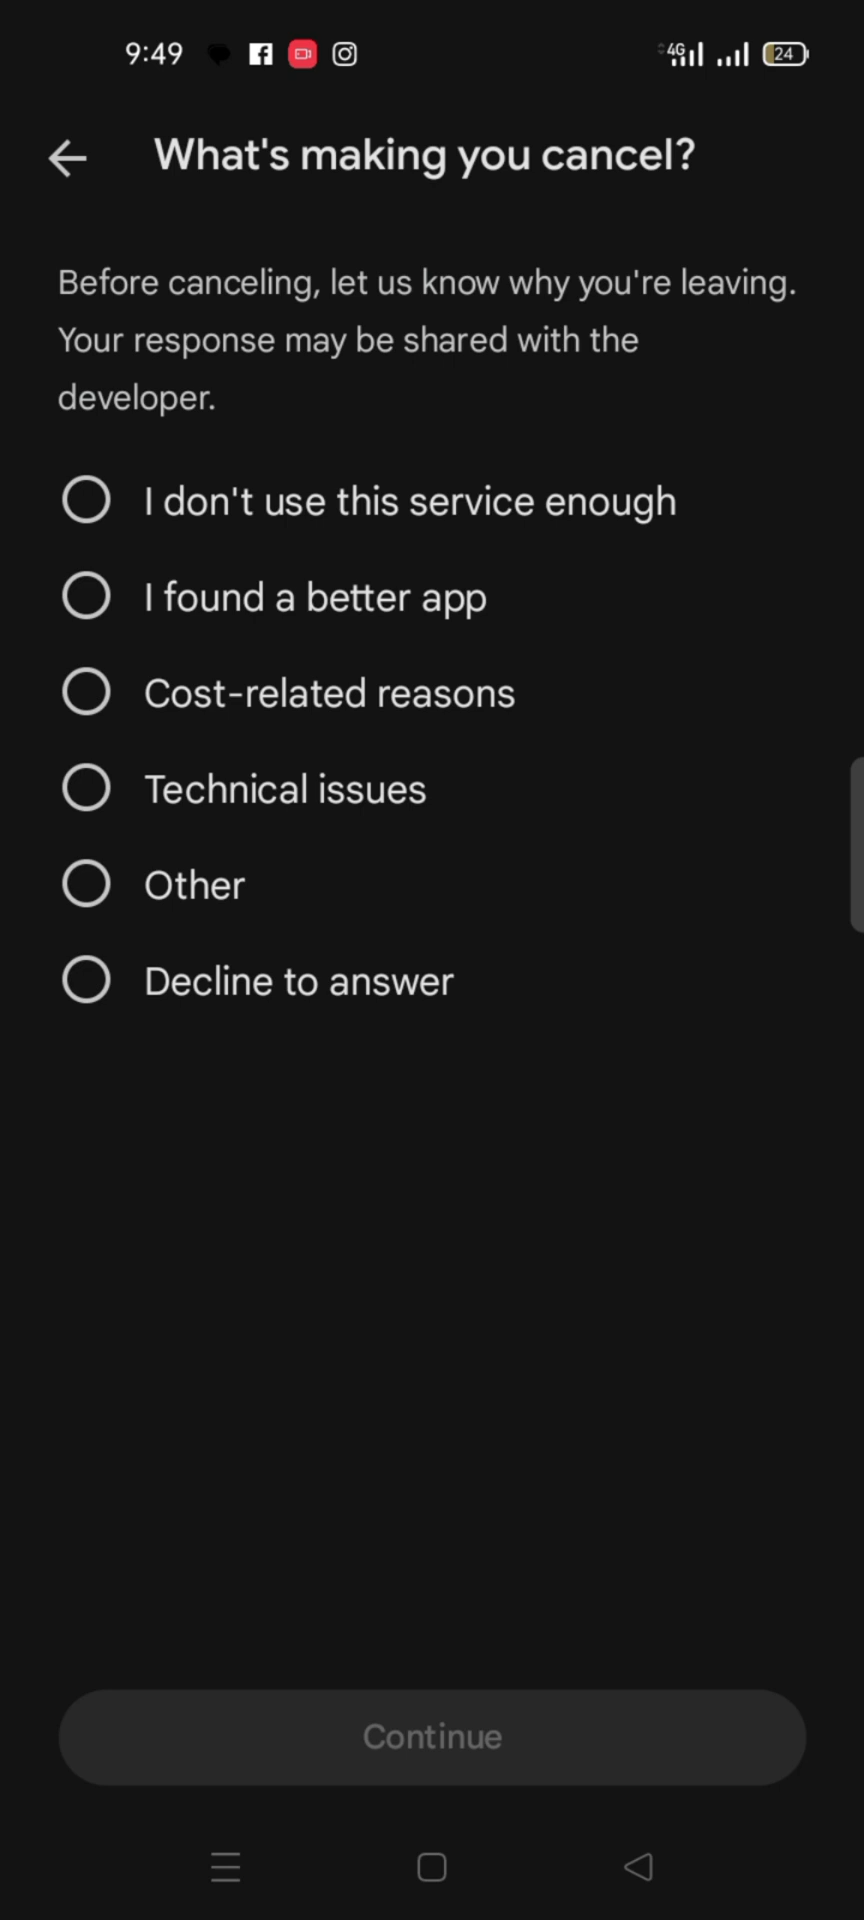 9:49
4G
24
What's making you cancel?
Before canceling, let us know why you're leaving.
Your response may be shared with the
developer.
I don't use this service enough
I found a better app
Cost-related reasons
Technical issues
Other
Decline to answer
Continue